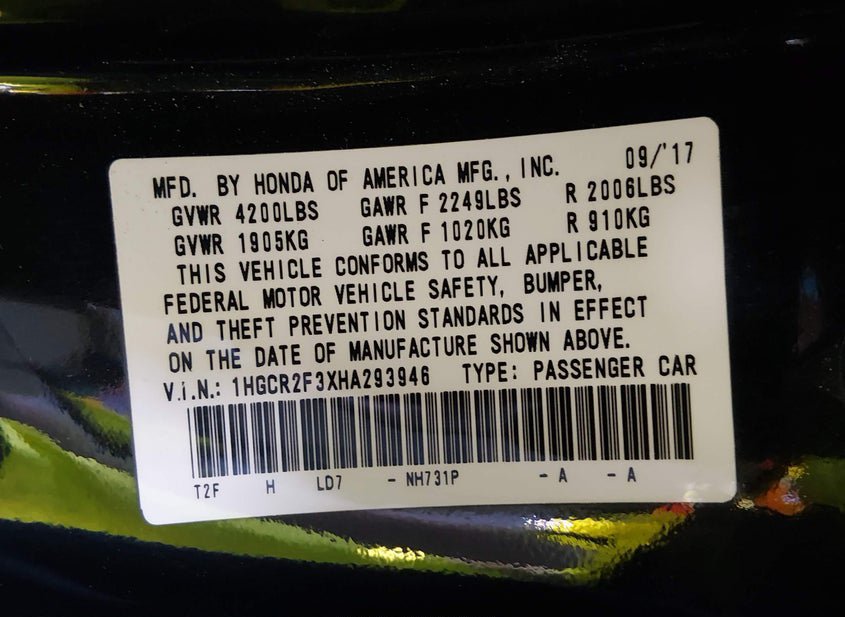 MFD. BY HONDA OF AMERICA MFG., INC. 09/'17
GVWR 4200LBS GAWR F 2249LBS R 2006LBS
GVWR 1905KG GAWR F 1020KG R 910KG
THIS VEHICLE CONFORMS TO ALL APPLICABLE
FEDERAL MOTOR VEHICLE SAFETY, BUMPER,
AND THEFT PREVENTION STANDARDS IN EFFECT
ON THE DATE OF MANUFACTURE SHOWN ABOVE.
V.i.N.: 1HGCR2F3XHA293946 TYPE: PASSENGER CAR
T2F H LD7 - NH731P - A - A